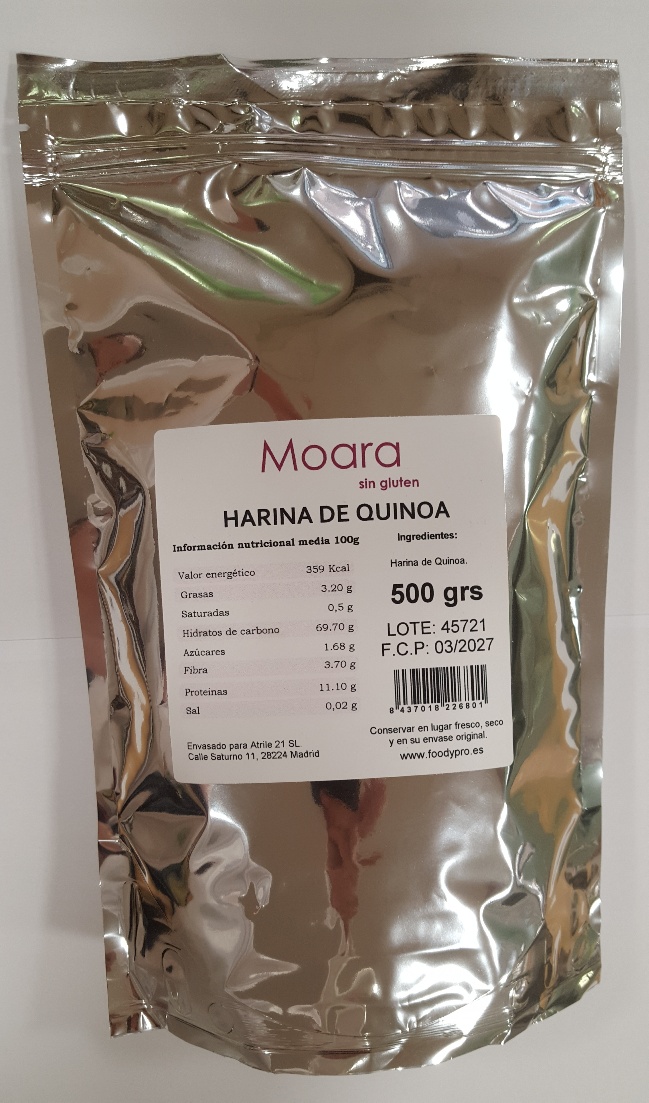 Moara
sin gluten
HARINA DE QUINOA
Información nutricional media 100g
Valor energético 359 Kcal
Grasas 3.20 g
Saturadas 0,5 g
Hidratos de carbono 69.70 g
Azúcares 1.68 g
Fibra 3.70 g
Proteinas 11.10 g
Sal 0,02 g
Envasado para Atrile 21 SL
Calle Saturno 11, 28224 Madrid
Ingredientes:
Harina de Quinoa.
500 grs
LOTE: 45721
F.C.P: 03/2027
8 437018 226801
Conservar en lugar fresco, seco
y en su envase original.
www.foodypro.es